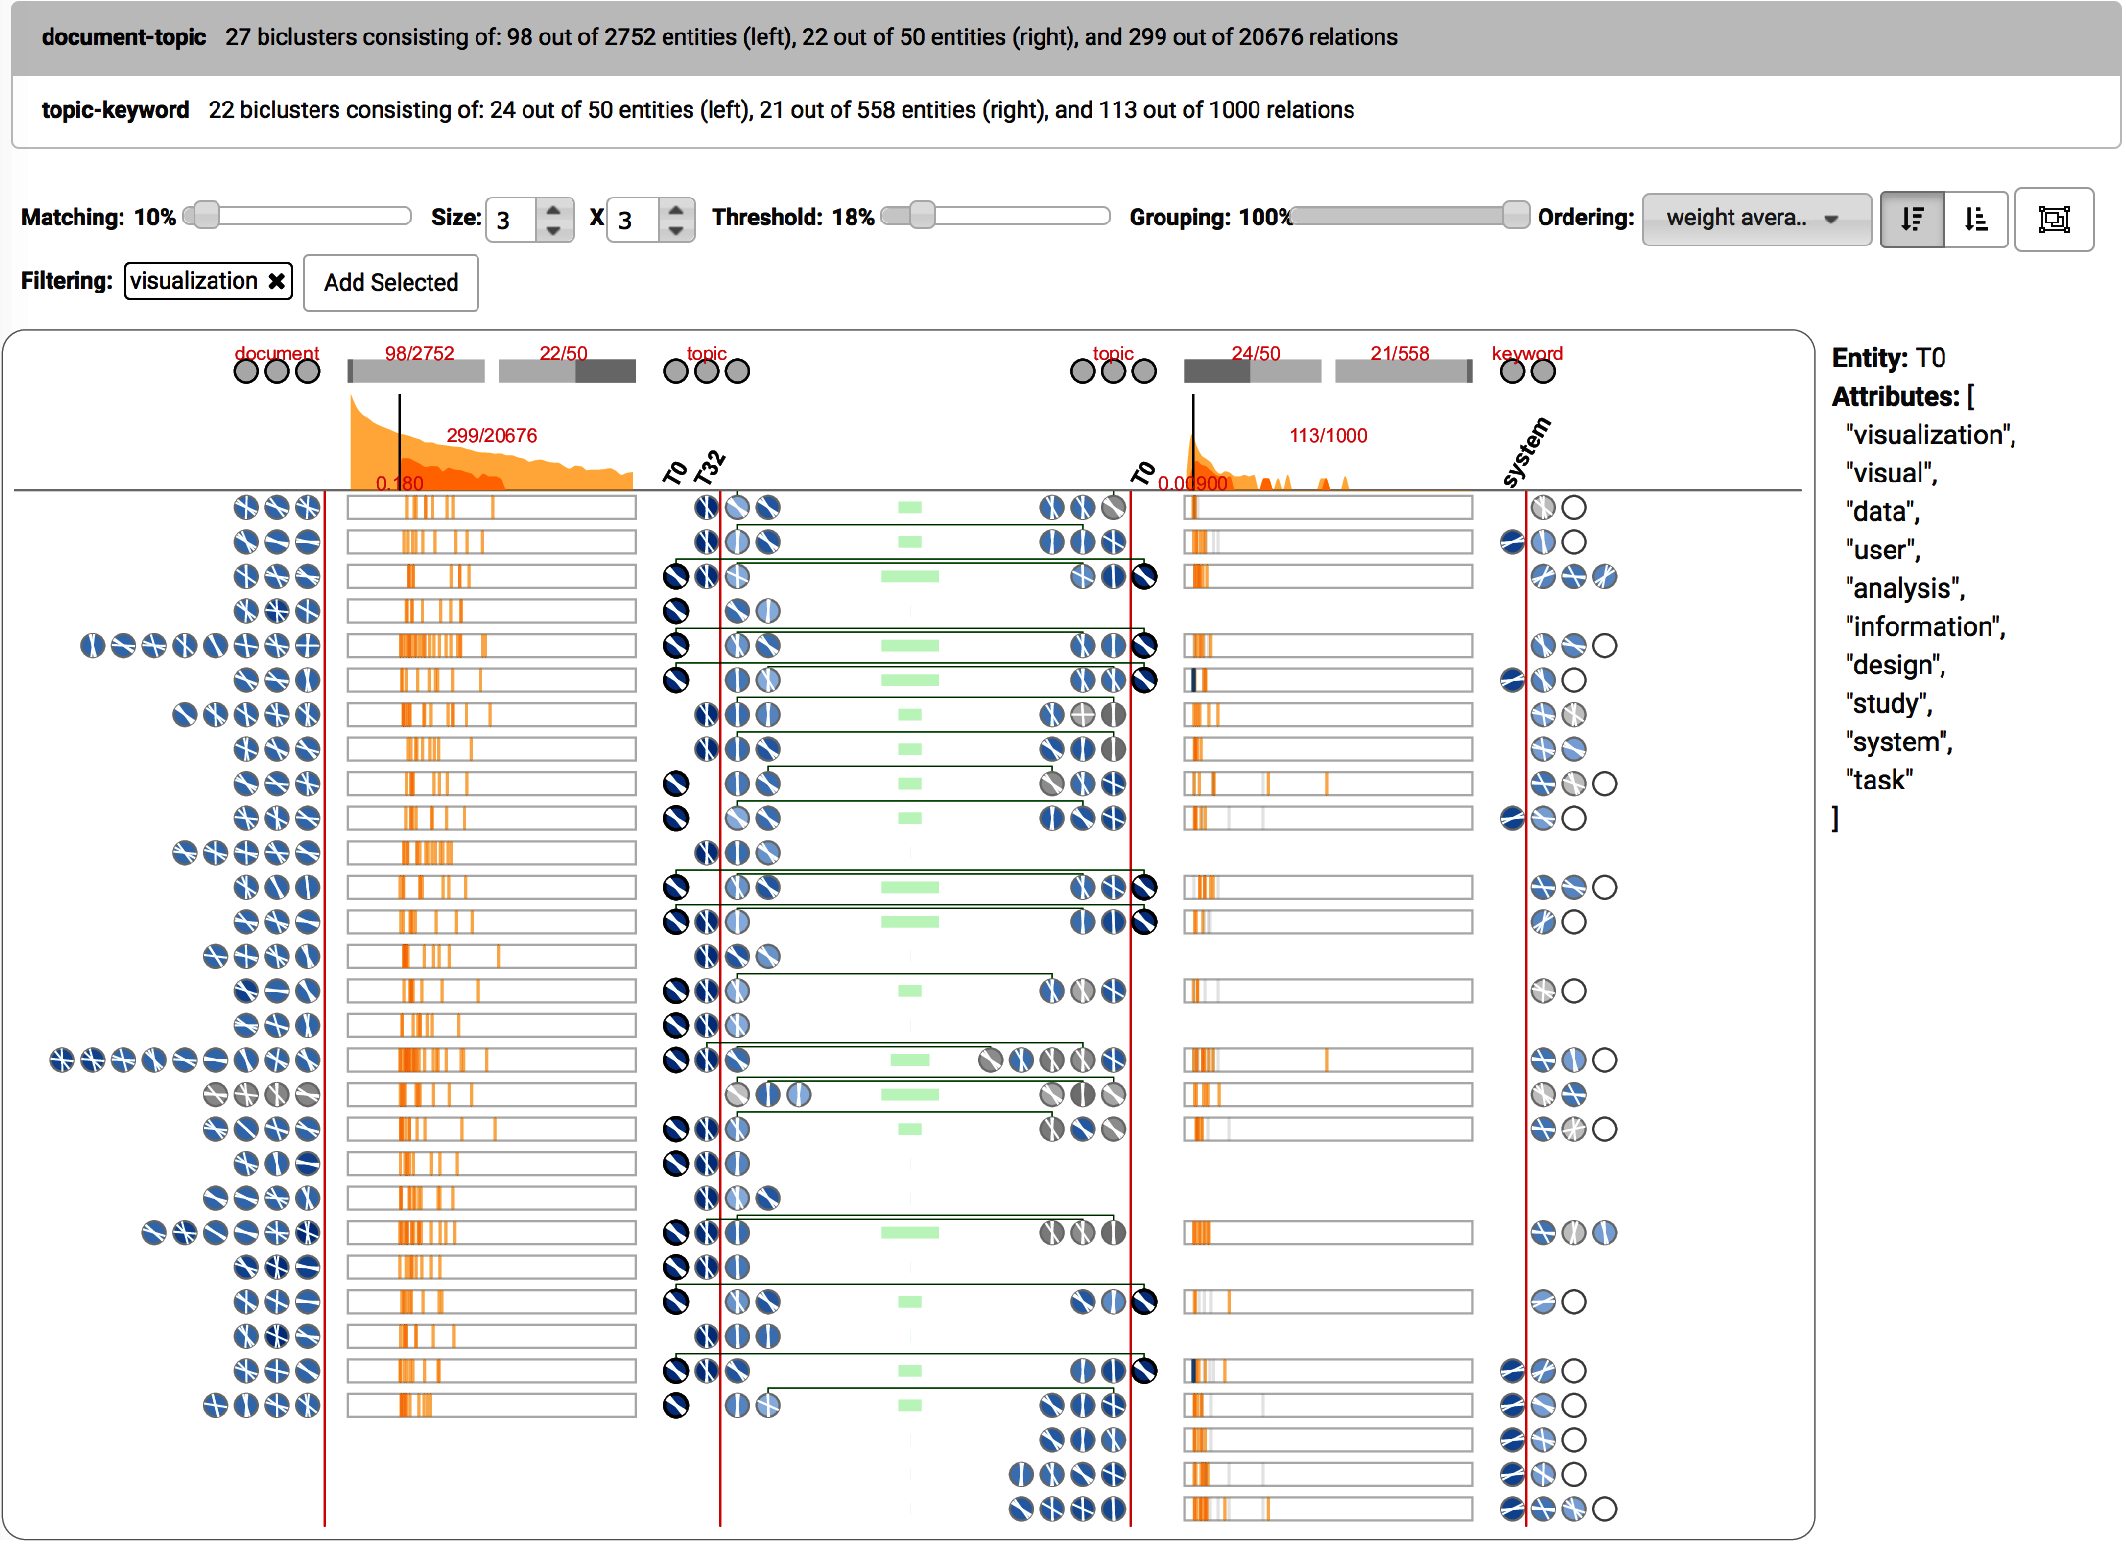 document-topic 27 biclusters consisting of: 98 out of 2752 entities (left), 22 out of 50 entities (right), and 299 out of 20676 relations
topic-keyword 22 biclusters consisting of: 24 out of 50 entities (left), 21 out of 558 entities (right), and 113 out of 1000 relations
Matching: 10% Size: 3 X 3 Threshold: 18% Grouping: 100% Ordering: weight avera..
Filtering: visualization ✖ Add Selected
document 98/2752 22/50 topic topic 24/50 21/558 keyword
299/20676 113/1000
T0 T32 T0 system
0.180 0.00900
Entity: T0
Attributes: [
"visualization",
"visual",
"data",
"user",
"analysis",
"information",
"design",
"study",
"system",
"task"
]